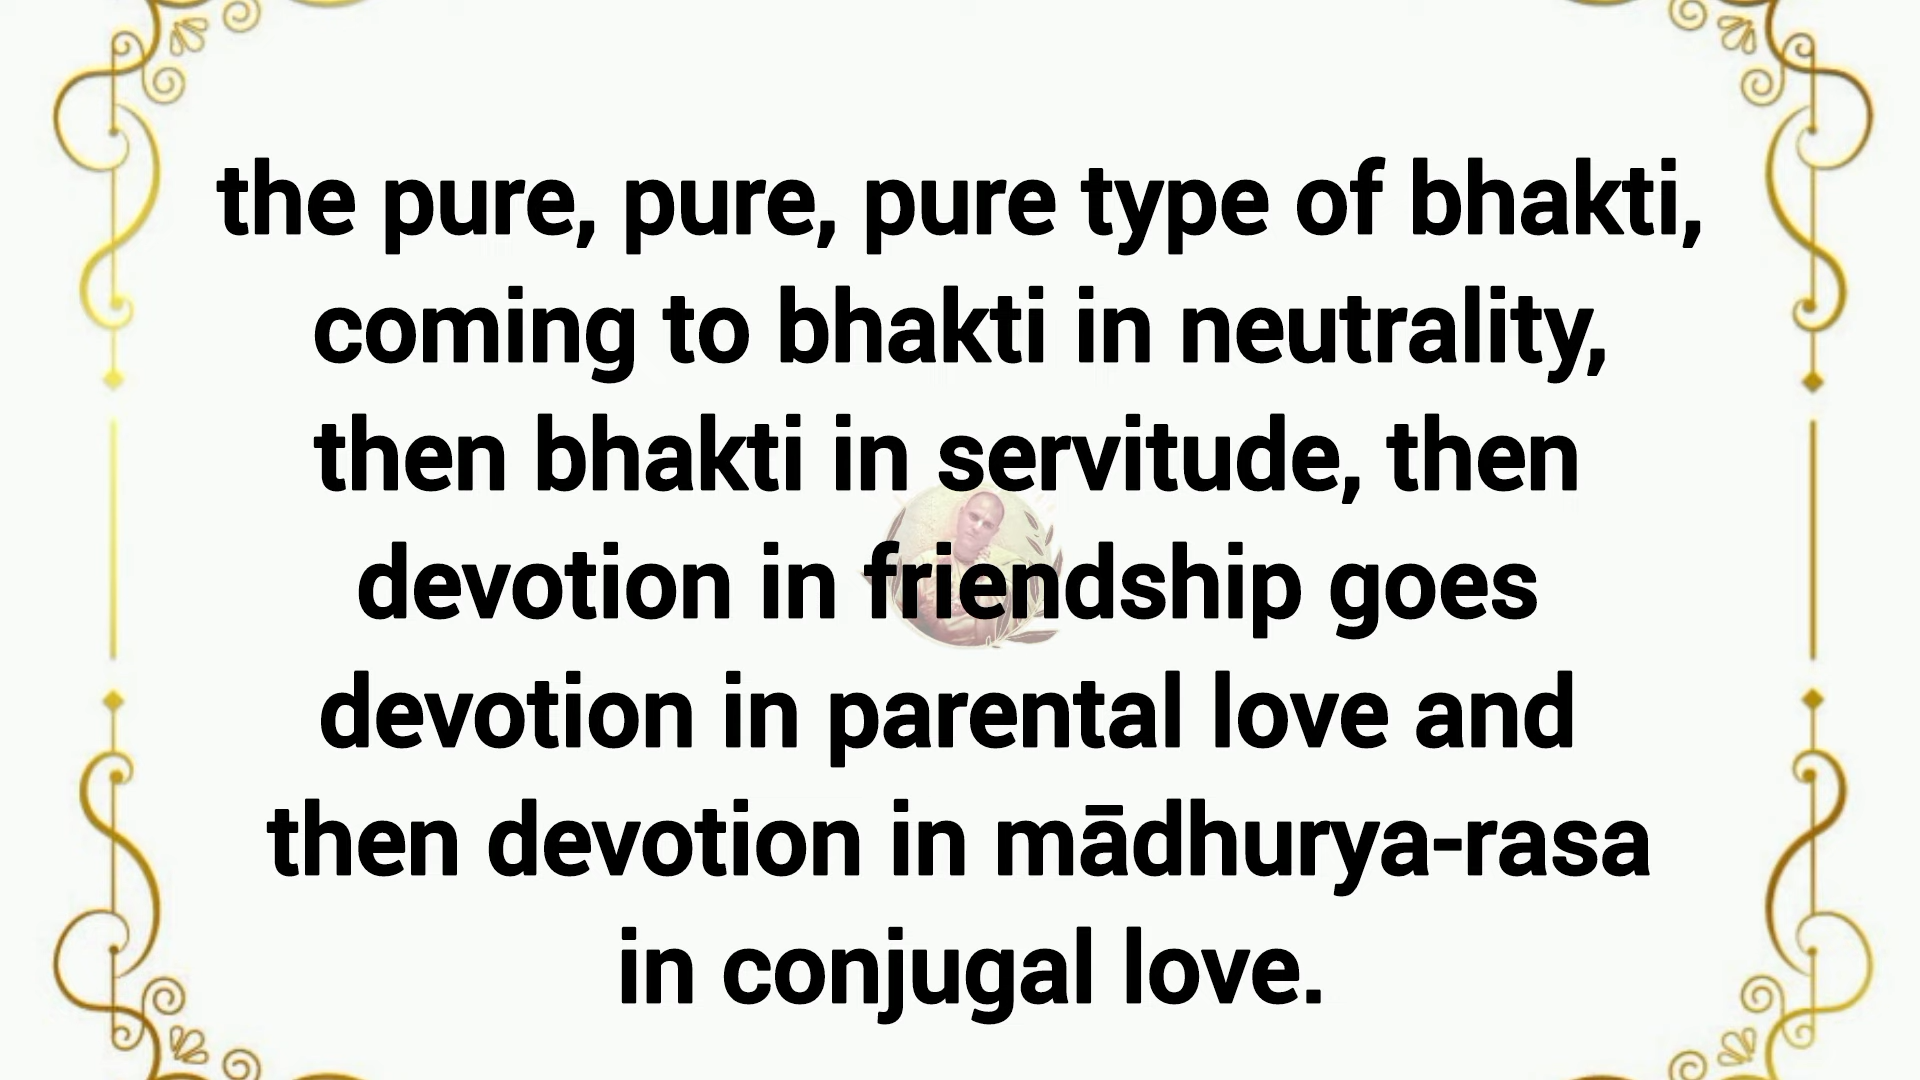 the pure, pure, pure type of bhakti,
coming to bhakti in neutrality,
then bhakti in servitude, then
devotion in friendship goes
devotion in parental love and
then devotion in mādhurya-rasa
in conjugal love.